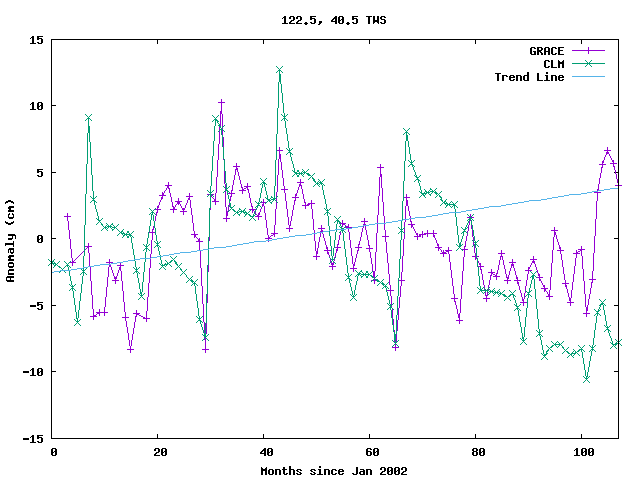 122.5, 40.5 TWS
GRACE
CLM
Trend Line
15
10
5
0
-5
-10
-15
Anomaly (cm)
0 20 40 60 80 100
Months since Jan 2002